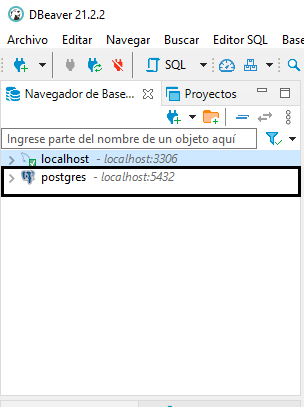 DBeaver 21.2.2
Archivo Editar Navegar Buscar Editor SQL Base
SQL
Navegador de Base... Proyectos
Ingrese parte del nombre de un objeto aquí
localhost - localhost:3306
postgres - localhost:5432